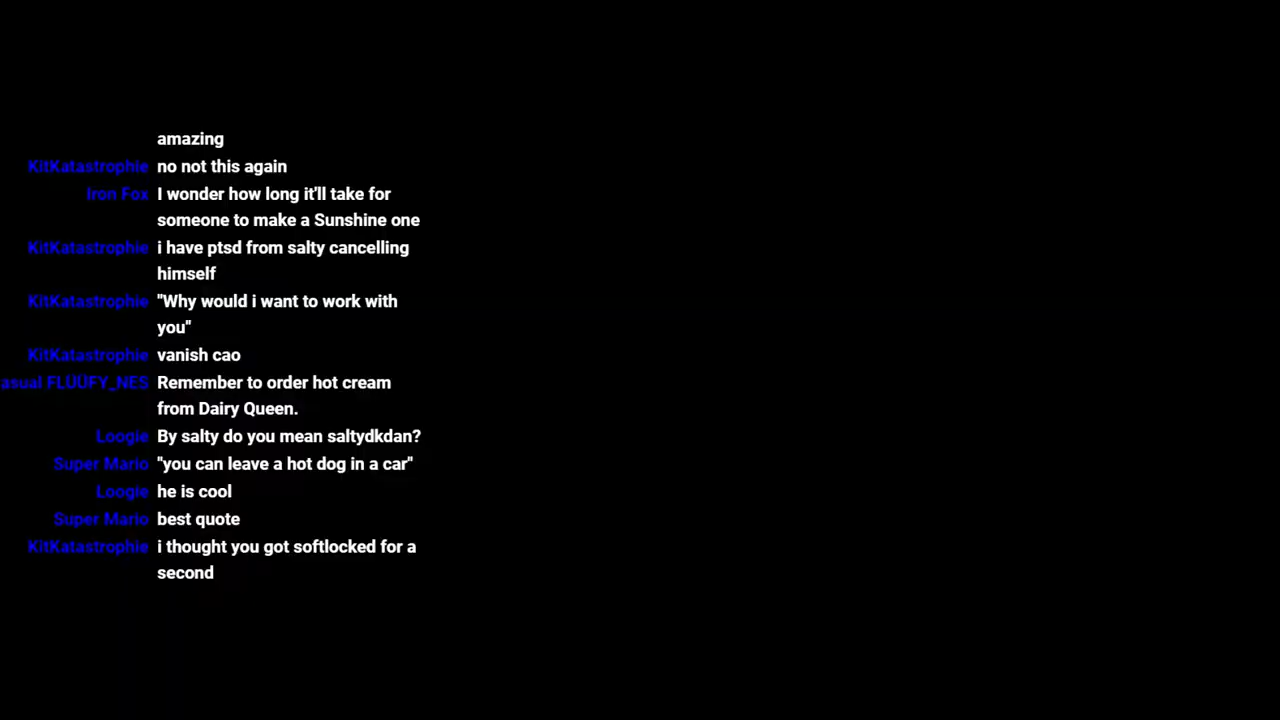 amazing
KitKatastrophie no not this again
Iron Fox I wonder how long it'll take for
someone to make a Sunshine one
KitKatastrophie i have ptsd from salty cancelling
himself
KitKatastrophie "Why would i want to work with
you"
KitKatastrophie vanish cao
asual FLUÜFY_NES Remember to order hot cream
from Dairy Queen.
Loogie By salty do you mean saltydkdan?
Super Mario "you can leave a hot dog in a car"
Loogie he is cool
Super Mario best quote
KitKatastrophie i thought you got softlocked for a
second